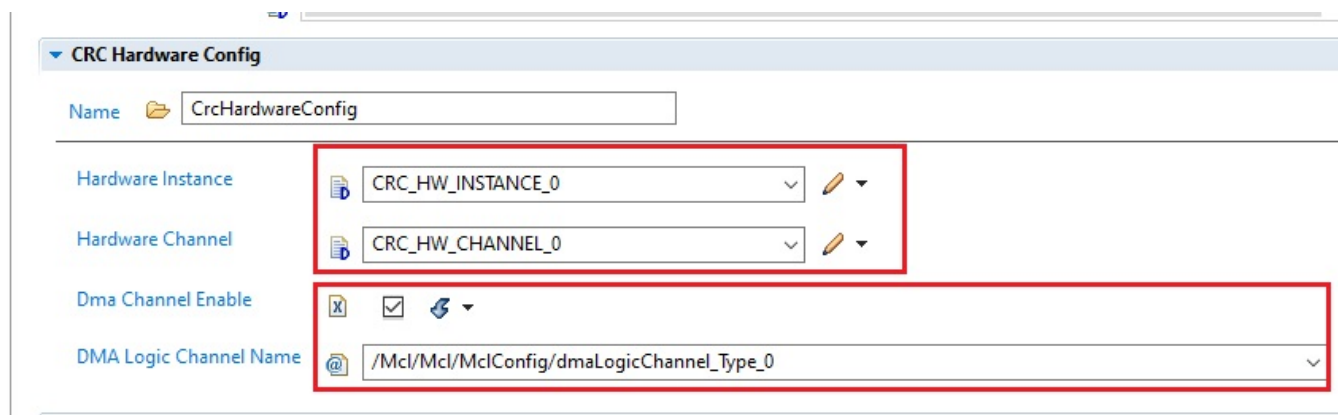 CRC Hardware Config
Name CrcHardwareConfig
Hardware Instance CRC_HW_INSTANCE_0
Hardware Channel CRC_HW_CHANNEL_0
Dma Channel Enable
DMA Logic Channel Name /Mcl/Mcl/MclConfig/dmaLogicChannel_Type_0